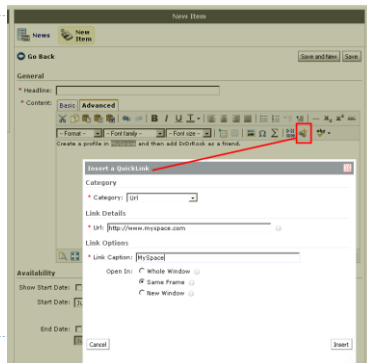 New Item
News
New Item
Go Back
Save and New
Save
General
* Headline:
* Content:
Basic
Advanced
- Format -
- Font family -
- Font size -
Create a profile in MySpace and then add DrDrRock as a friend.
Insert a QuickLink
Category
* Category: Url
Link Details
* Url: http://www.myspace.com
Link Options
* Link Caption: MySpace
Open In:
Whole Window
Same Frame
New Window
Cancel
Insert
Availability
Show Start Date:
Start Date:
End Date: